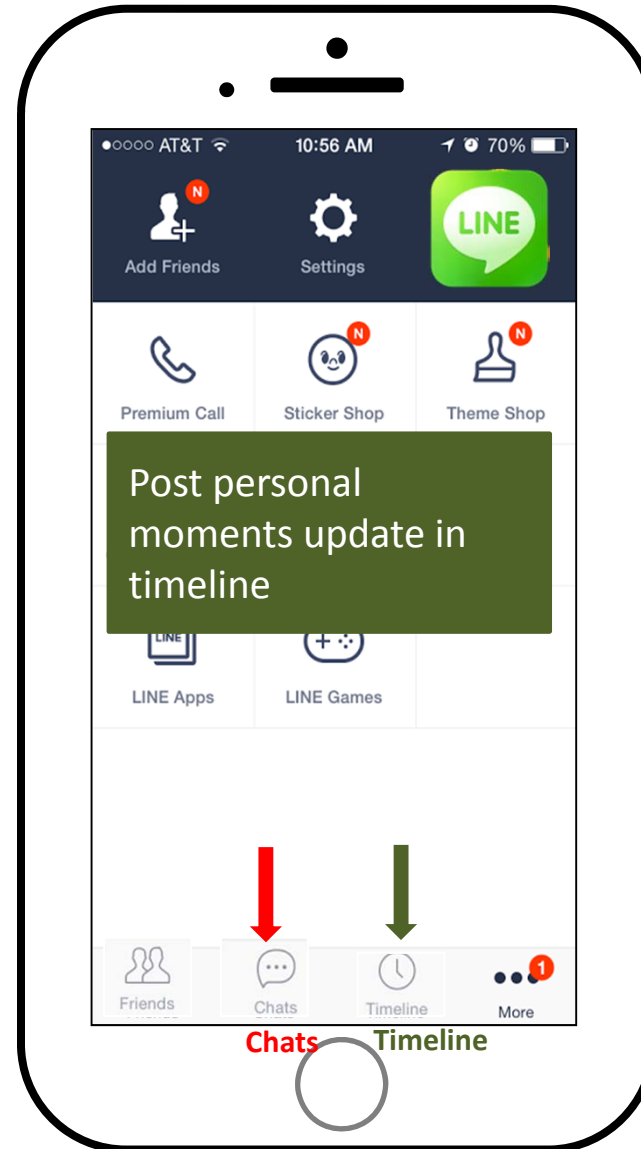 AT&T 10:56 AM 70%
N
LINE
Add Friends Settings
N N
Premium Call Sticker Shop Theme Shop
Post personal
moments update in
timeline
LINE
LINE Apps LINE Games
1
Friends Chats Timeline More
Chats Timeline